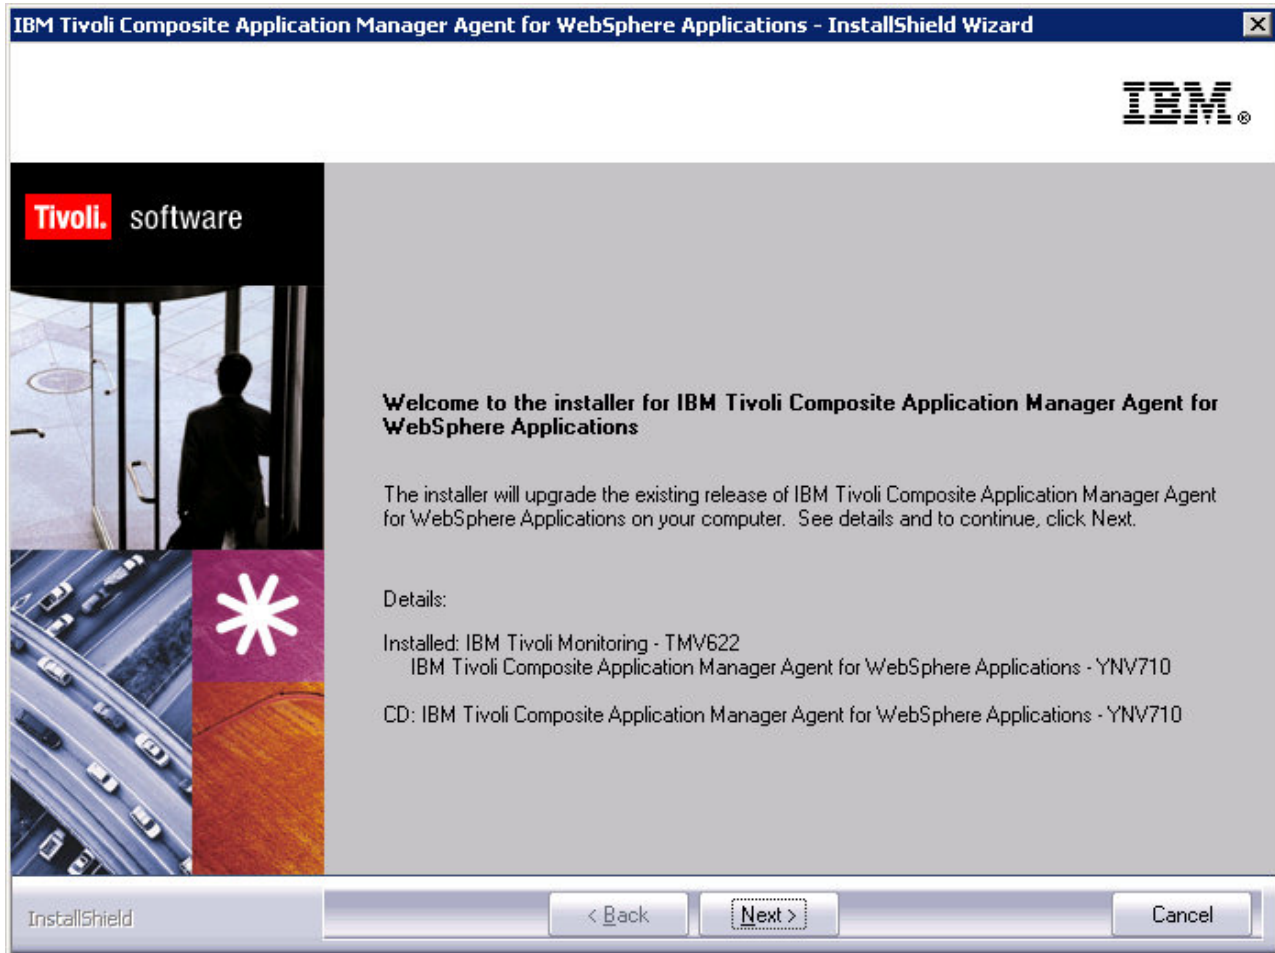 IBM Tivoli Composite Application Manager Agent for WebSphere Applications - InstallShield Wizard
IBM®
Tivoli. software
Welcome to the installer for IBM Tivoli Composite Application Manager Agent for
WebSphere Applications
The installer will upgrade the existing release of IBM Tivoli Composite Application Manager Agent
for WebSphere Applications on your computer. See details and to continue, click Next.
Details:
Installed: IBM Tivoli Monitoring - TMV622
IBM Tivoli Composite Application Manager Agent for WebSphere Applications - YNV710
CD: IBM Tivoli Composite Application Manager Agent for WebSphere Applications - YNV710
InstallShield
< Back
Next >
Cancel